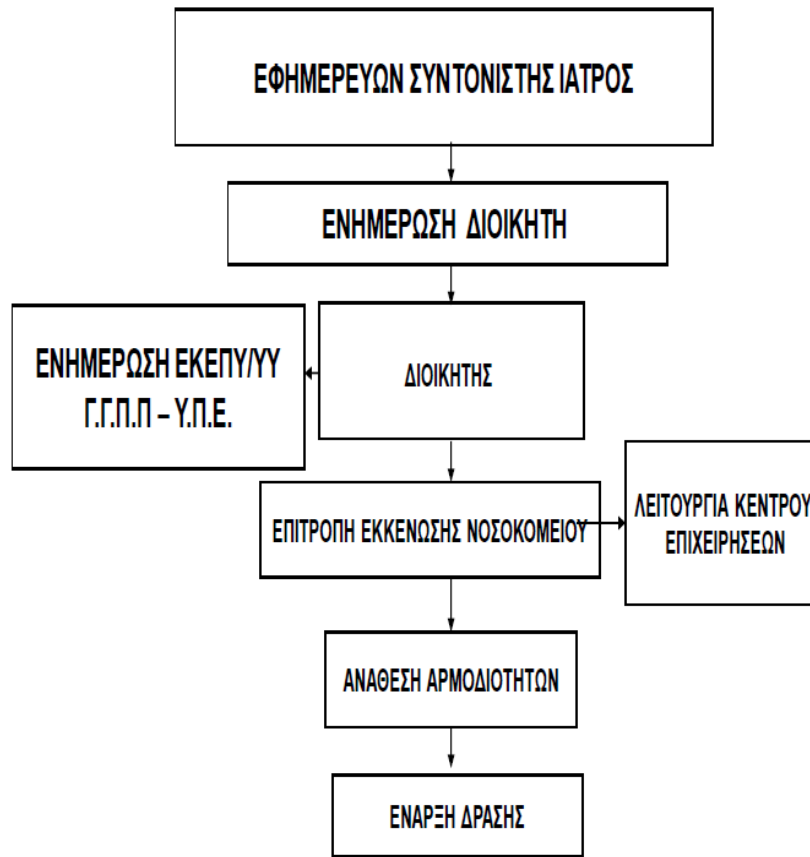 ΕΦΗΜΕΡΕΥΩΝ ΣΥΝΤΟΝΙΣΤΗΣ ΙΑΤΡΟΣ
ΕΝΗΜΕΡΩΣΗ ΔΙΟΙΚΗΤΗ
ΕΝΗΜΕΡΩΣΗ ΕΚΕΠΥ/ΥΥ
Γ.Γ.Π.Π – Υ.Π.Ε.
ΔΙΟΙΚΗΤΗΣ
ΕΠΙΤΡΟΠΗ ΕΚΚΕΝΩΣΗΣ ΝΟΣΟΚΟΜΕΙΟΥ
ΛΕΙΤΟΥΡΓΙΑ ΚΕΝΤΡΟΥ
ΕΠΙΧΕΙΡΗΣΕΩΝ
ΑΝΑΘΕΣΗ ΑΡΜΟΔΙΟΤΗΤΩΝ
ΕΝΑΡΞΗ ΔΡΑΣΗΣ